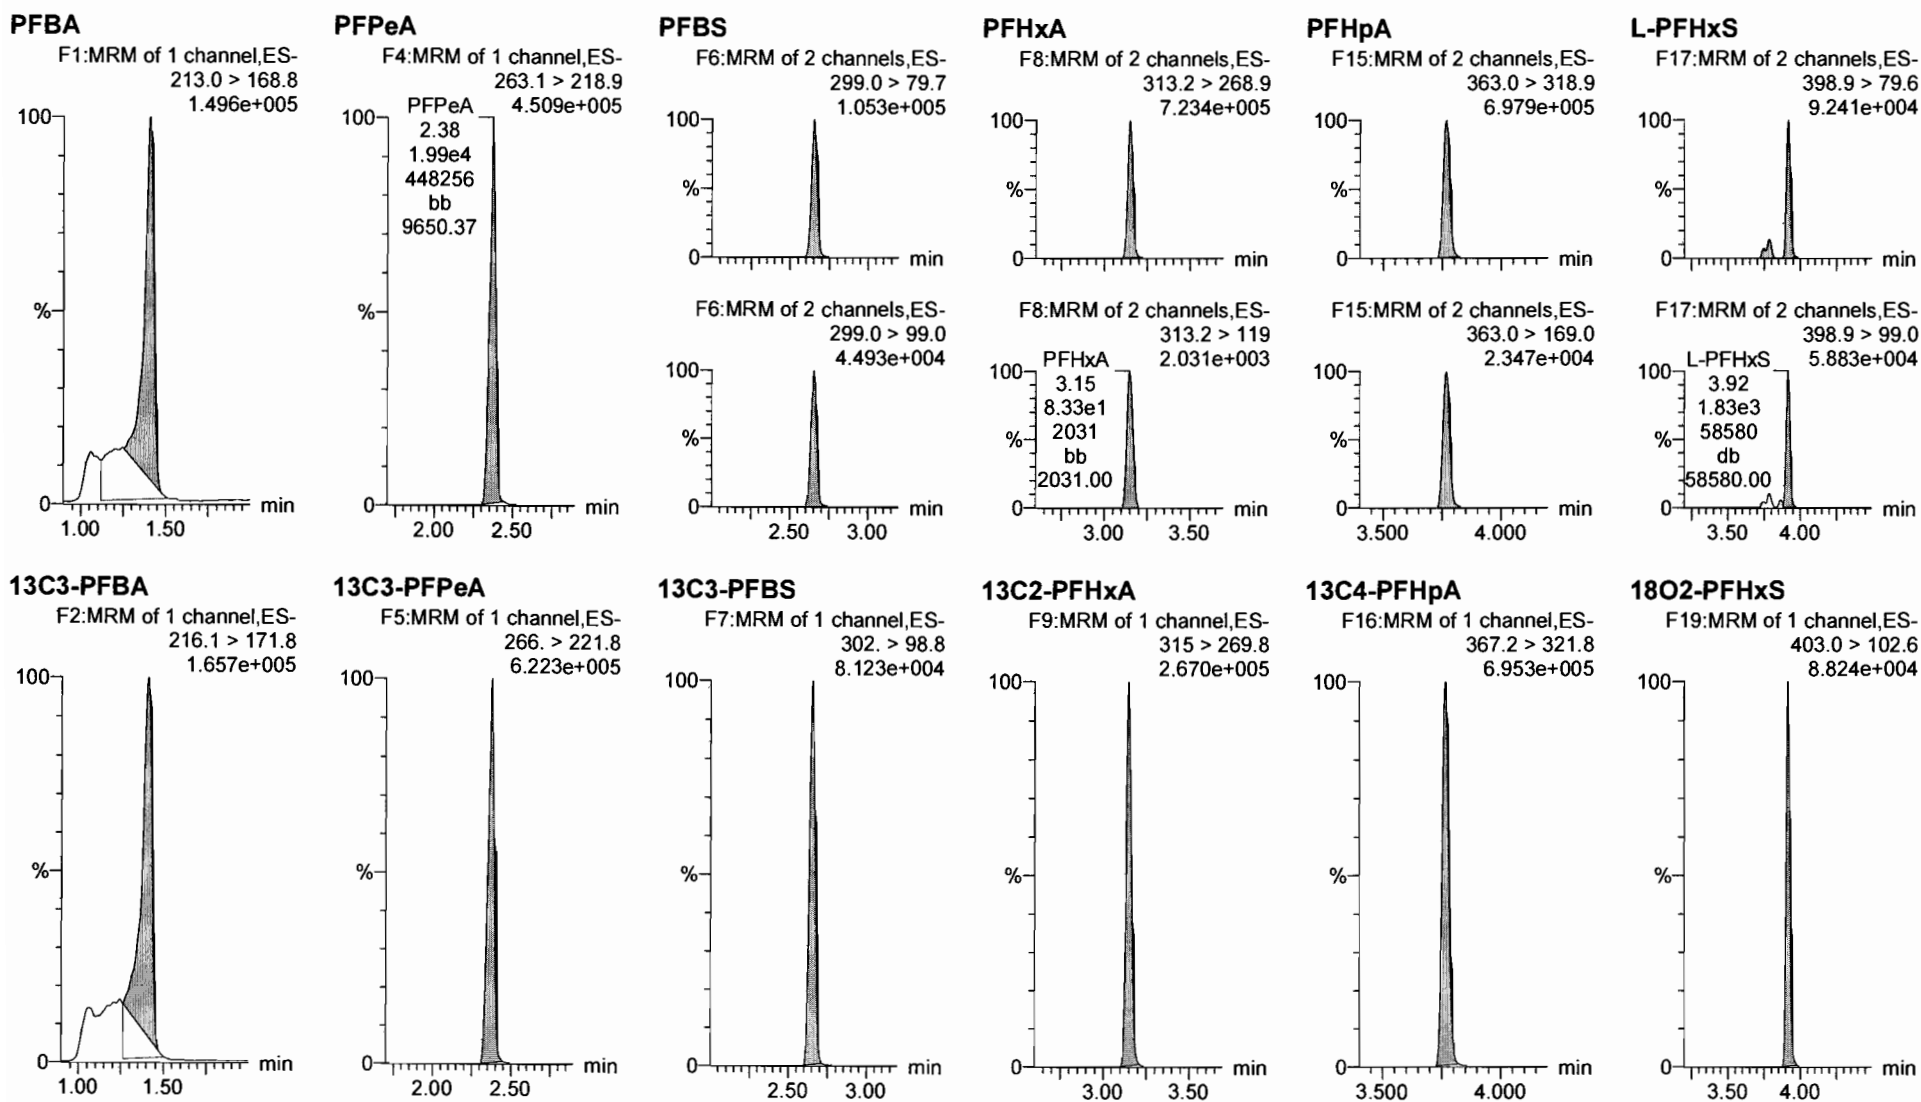 PFBA
F1:MRM of 1 channel,ES-
213.0 > 168.8
1.496e+005
100
%
0
min
1.00 1.50
PFPeA
F4:MRM of 1 channel,ES-
263.1 > 218.9
4.509e+005
PFPeA
2.38
1.99e4
448256
bb
9650.37
100
%
0
min
2.00 2.50
PFBS
F6:MRM of 2 channels,ES-
299.0 > 79.7
1.053e+005
100
%
0
min
F6:MRM of 2 channels,ES-
299.0 > 99.0
4.493e+004
100
%
0
min
2.50 3.00
PFHxA
F8:MRM of 2 channels,ES-
313.2 > 268.9
7.234e+005
100
%
0
min
F8:MRM of 2 channels,ES-
313.2 > 119
2.031e+003
PFHxA
3.15
8.33e1
2031
bb
2031.00
100
%
0
min
3.00 3.50
PFHpA
F15:MRM of 2 channels,ES-
363.0 > 318.9
6.979e+005
100
%
0
min
F15:MRM of 2 channels,ES-
363.0 > 169.0
2.347e+004
100
%
0
min
3.500 4.000
L-PFHxS
F17:MRM of 2 channels,ES-
398.9 > 79.6
9.241e+004
100
%
0
min
F17:MRM of 2 channels,ES-
398.9 > 99.0
5.883e+004
L-PFHxS
3.92
1.83e3
58580
db
58580.00
100
%
0
min
3.50 4.00
13C3-PFBA
F2:MRM of 1 channel,ES-
216.1 > 171.8
1.657e+005
100
%
0
min
1.00 1.50
13C3-PFPeA
F5:MRM of 1 channel,ES-
266. > 221.8
6.223e+005
100
%
0
min
2.00 2.50
13C3-PFBS
F7:MRM of 1 channel,ES-
302. > 98.8
8.123e+004
100
%
0
min
2.50 3.00
13C2-PFHxA
F9:MRM of 1 channel,ES-
315 > 269.8
2.670e+005
100
%
0
min
3.00 3.50
13C4-PFHpA
F16:MRM of 1 channel,ES-
367.2 > 321.8
6.953e+005
100
%
0
min
3.500 4.000
18O2-PFHxS
F19:MRM of 1 channel,ES-
403.0 > 102.6
8.824e+004
100
%
0
min
3.50 4.00